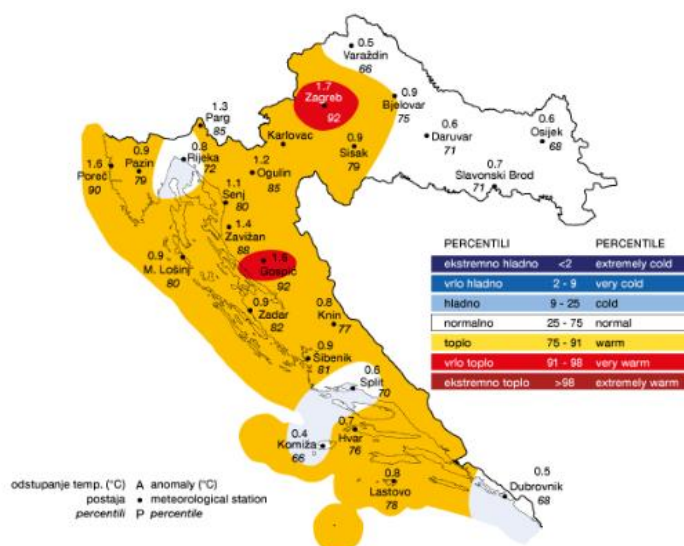 0.5
Varaždin
66
1.7
Zagreb
92
0.9
Bjelovar
75
1.3
Parg
85
Karlovac
0.6
Daruvar
71
0.6
Osijek
68
0.9
Sisak
79
0.8
Rijeka
72
0.9
Pazin
79
1.6
Poreč
90
1.2
Ogulin
85
0.7
Slavonski Brod
71
1.1
Senj
80
1.4
Zavižan
88
Gospić
92
0.9
M. Lošinj
80
0.9
Zadar
82
0.8
Knin
77
0.9
Šibenik
81
0.6
Split
70
0.4
Komiža
66
0.7
Hvar
76
0.8
Lastovo
78
0.5
Dubrovnik
68
PERCENTILI PERCENTILE
ekstremno hladno <2 extremely cold
vrlo hladno 2 - 9 very cold
hladno 9 - 25 cold
normalno 25 - 75 normal
toplo 75 - 91 warm
vrlo toplo 91 - 98 very warm
ekstremno toplo >98 extremely warm
odstupanje temp. (°C) A anomaly (°C)
postaja • meteorological station
percentili P percentile